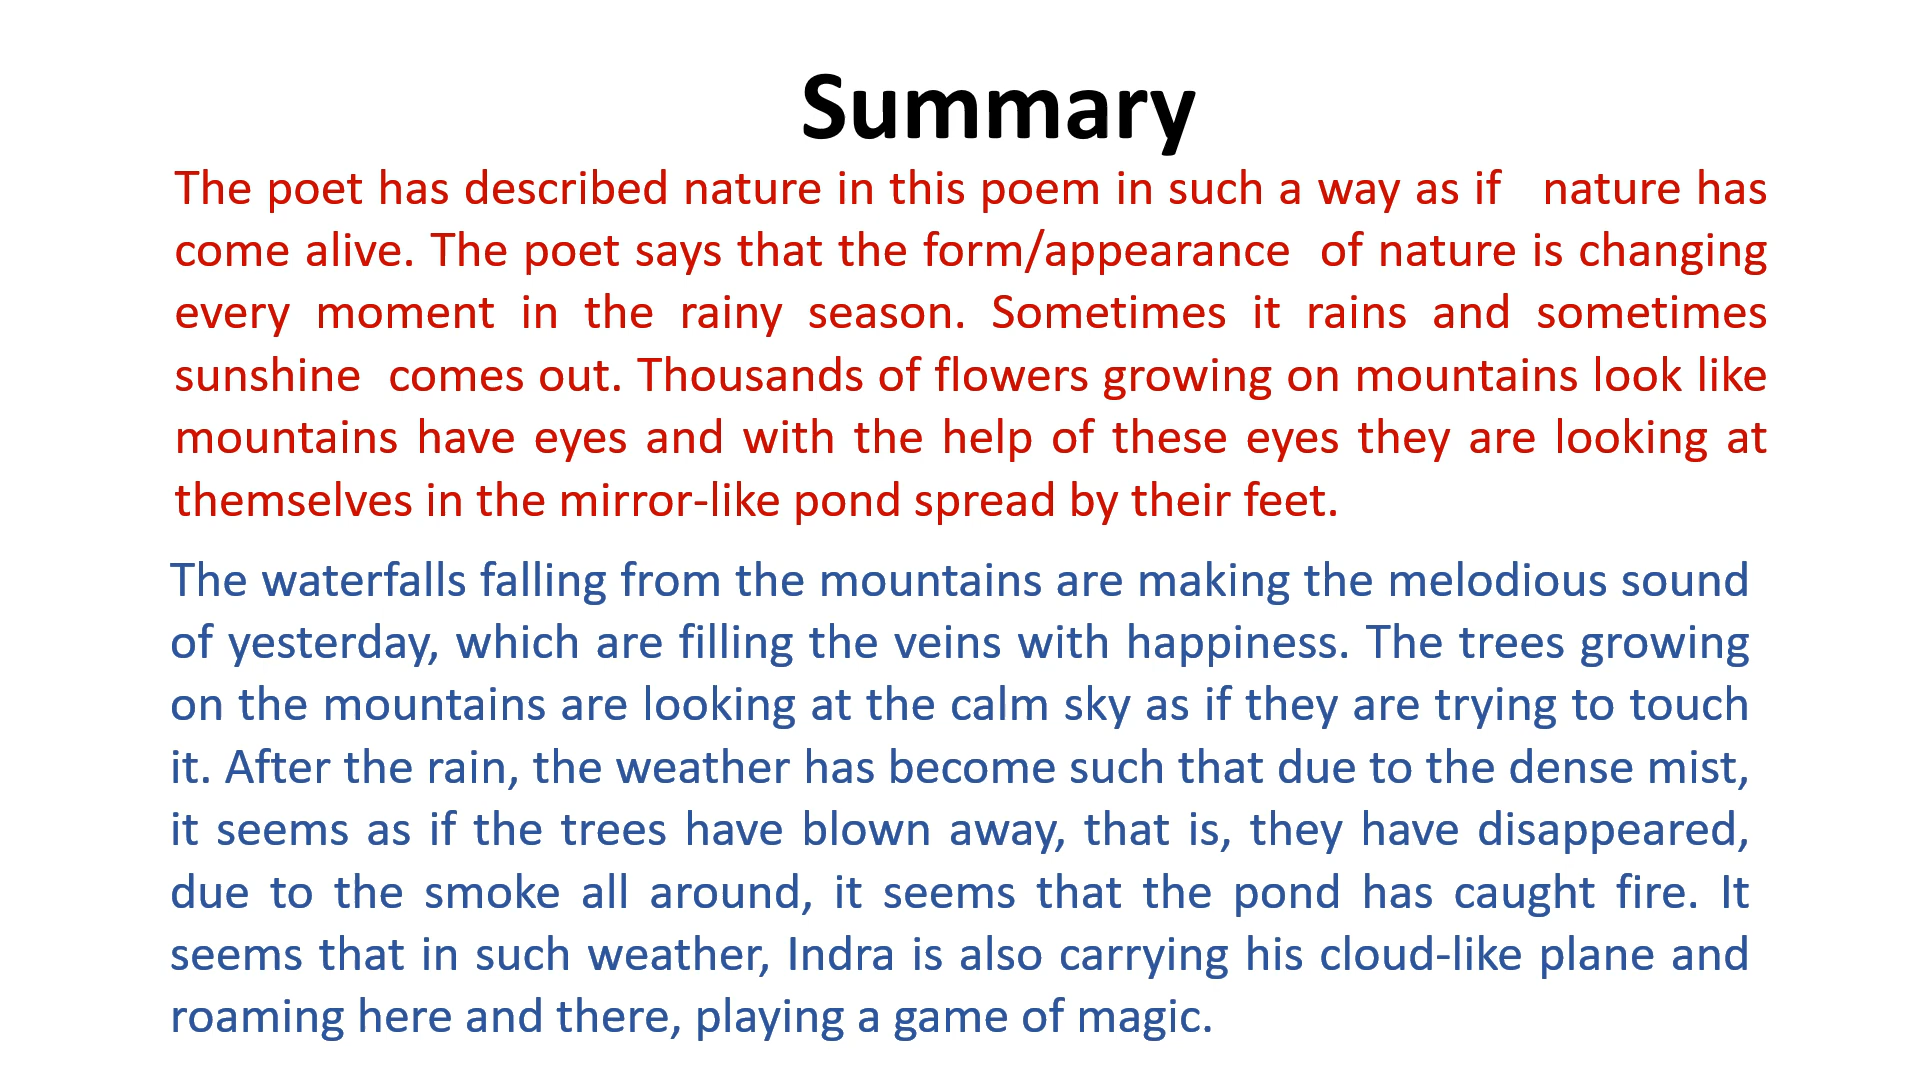 Summary
The poet has described nature in this poem in such a way as if nature has
come alive. The poet says that the form/appearance of nature is changing
every moment in the rainy season. Sometimes it rains and sometimes
sunshine comes out. Thousands of flowers growing on mountains look like
mountains have eyes and with the help of these eyes they are looking at
themselves in the mirror-like pond spread by their feet.
The waterfalls falling from the mountains are making the melodious sound
of yesterday, which are filling the veins with happiness. The trees growing
on the mountains are looking at the calm sky as if they are trying to touch
it. After the rain, the weather has become such that due to the dense mist,
it seems as if the trees have blown away, that is, they have disappeared,
due to the smoke all around, it seems that the pond has caught fire. It
seems that in such weather, Indra is also carrying his cloud-like plane and
roaming here and there, playing a game of magic.